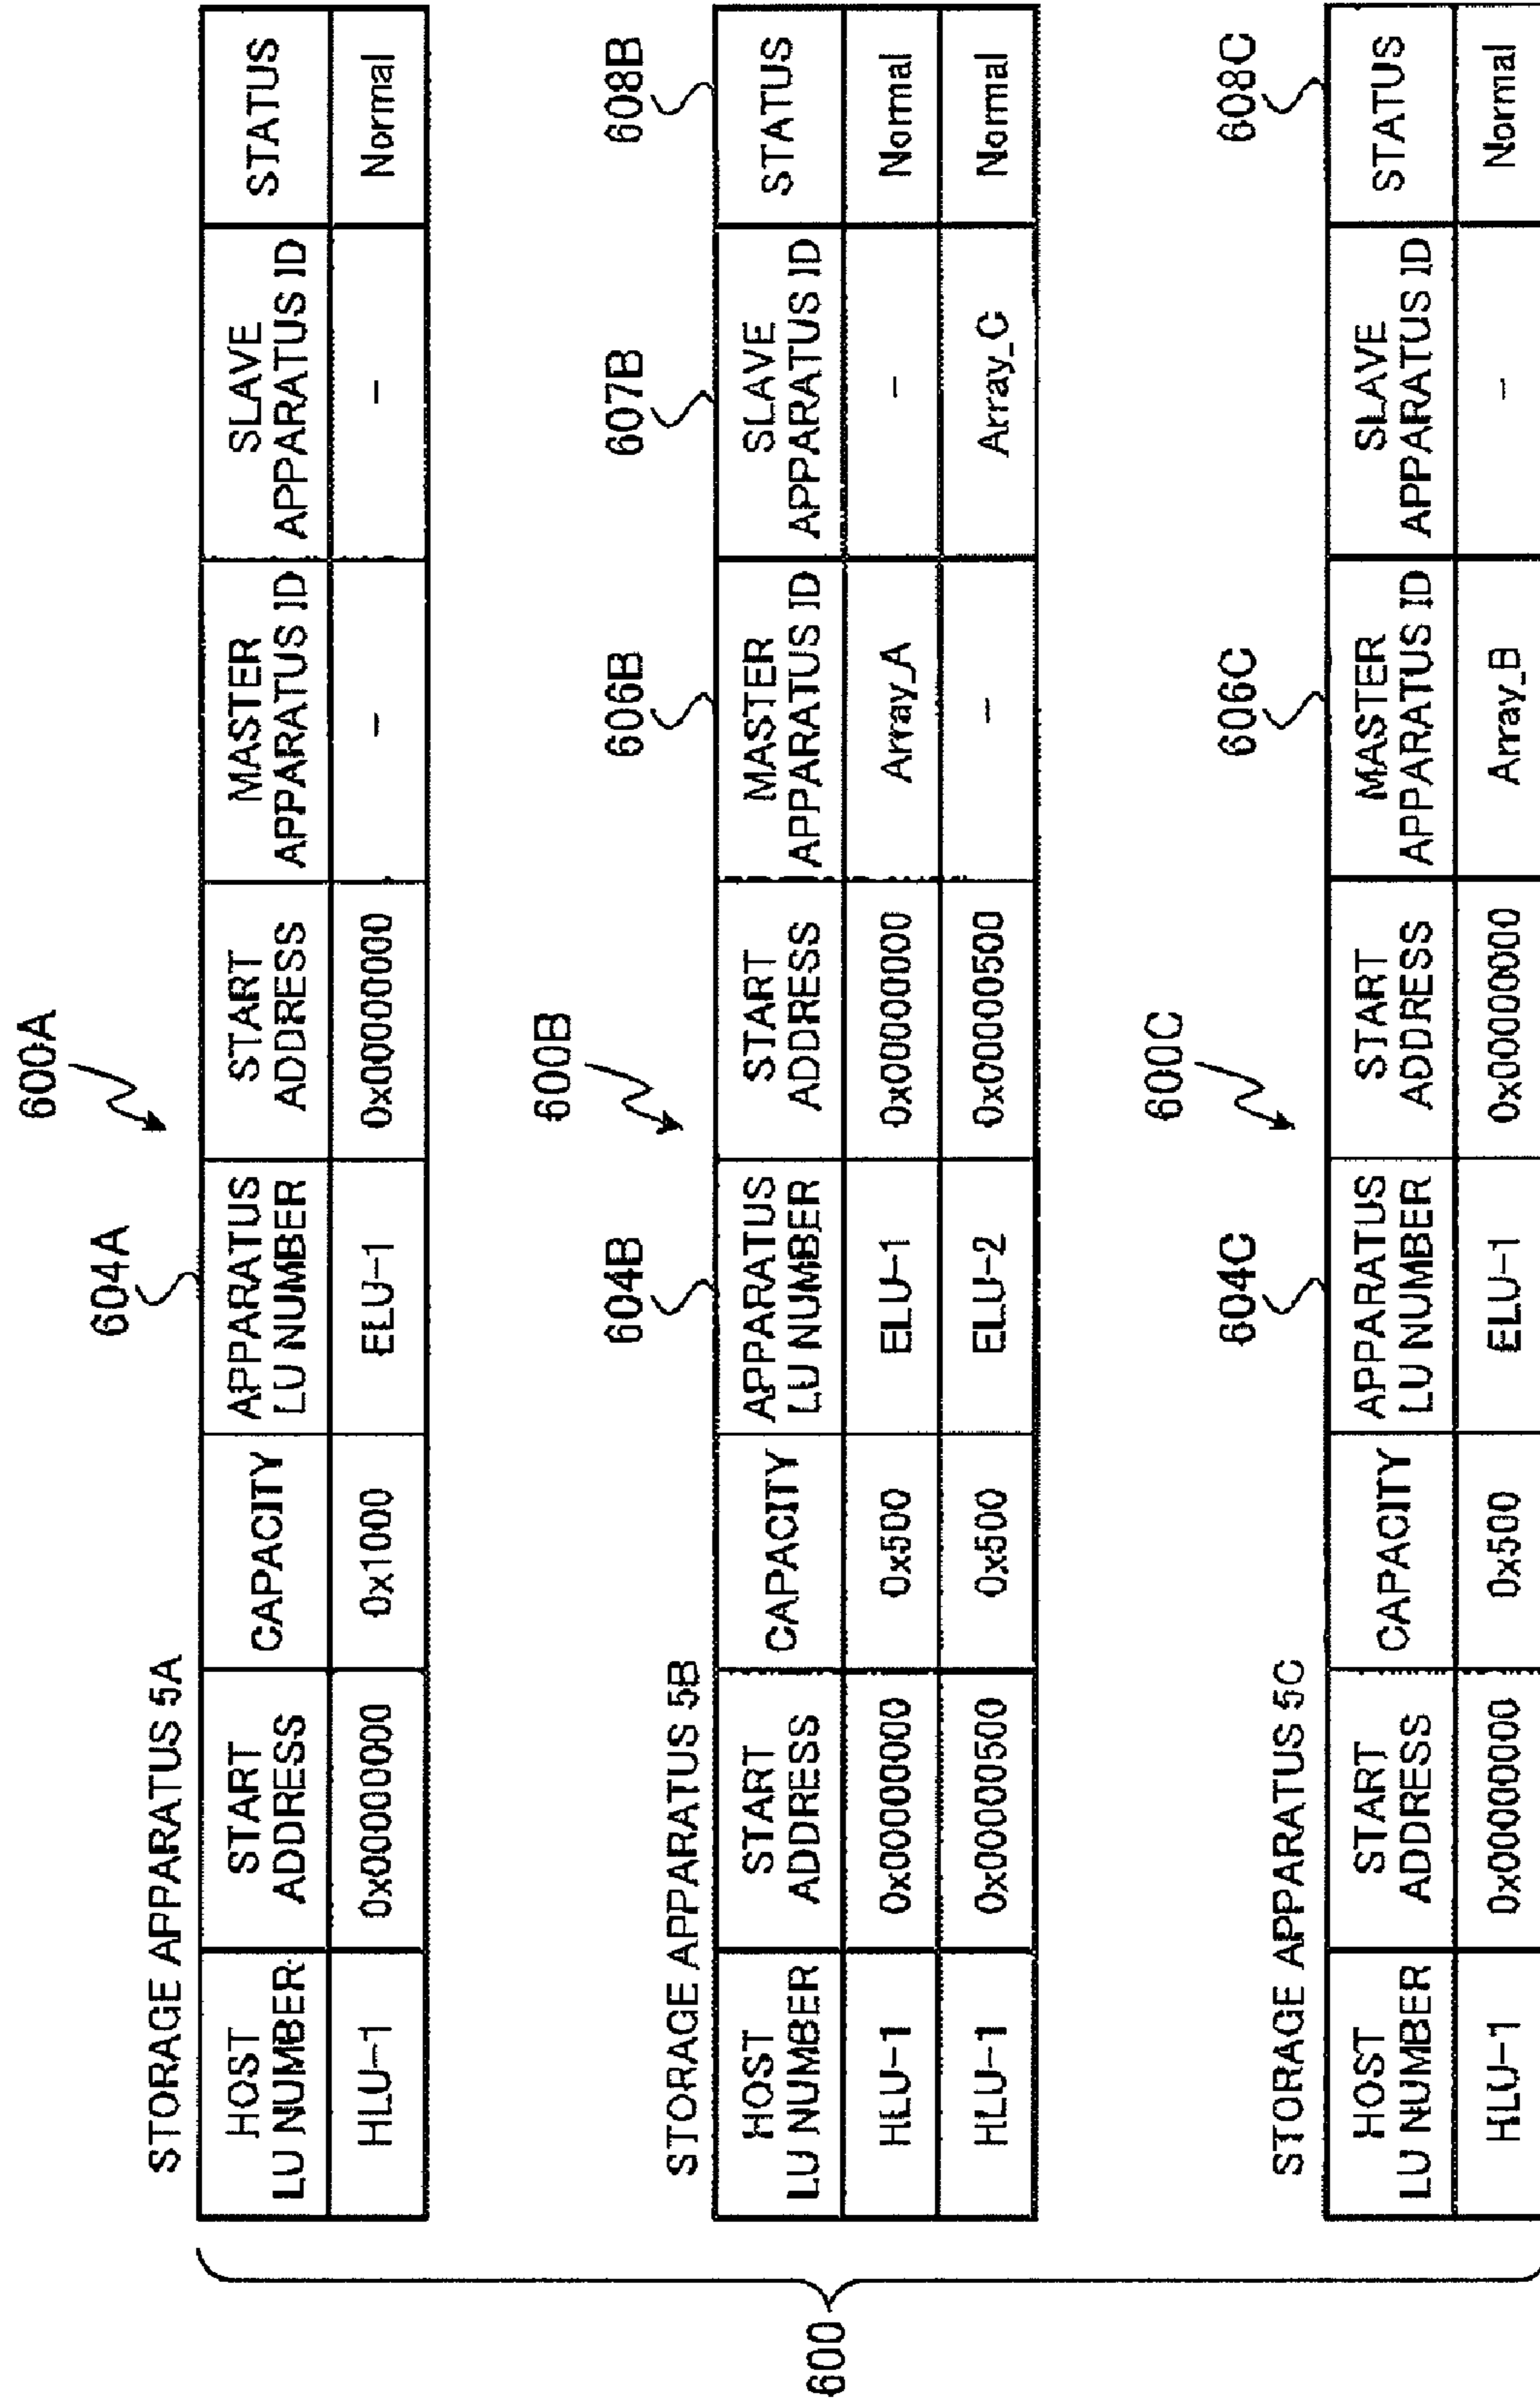 600A
604A
STORAGE APPARATUS 5A
HOST START CAPACITY APPARATUS START MASTER SLAVE STATUS
LU NUMBER ADDRESS LU NUMBER ADDRESS APPARATUS ID APPARATUS ID
HLU-1 0x00000000 0x1000 ELU-1 0x00000000 - - Normal
600B
604B 606B 607B 608B
STORAGE APPARATUS 5B
HOST START CAPACITY APPARATUS START MASTER SLAVE STATUS
LU NUMBER ADDRESS LU NUMBER ADDRESS APPARATUS ID APPARATUS ID
HLU-1 0x00000000 0x500 ELU-1 0x00000000 Array_A - Normal
HLU-1 0x00000500 0x500 ELU-2 0x00000500 - Array_C Normal
600
600C
604C 606C 608C
STORAGE APPARATUS 5C
HOST START CAPACITY APPARATUS START MASTER SLAVE STATUS
LU NUMBER ADDRESS LU NUMBER ADDRESS APPARATUS ID APPARATUS ID
HLU-1 0x00000000 0x500 ELU-1 0x00000000 Array_B - Normal